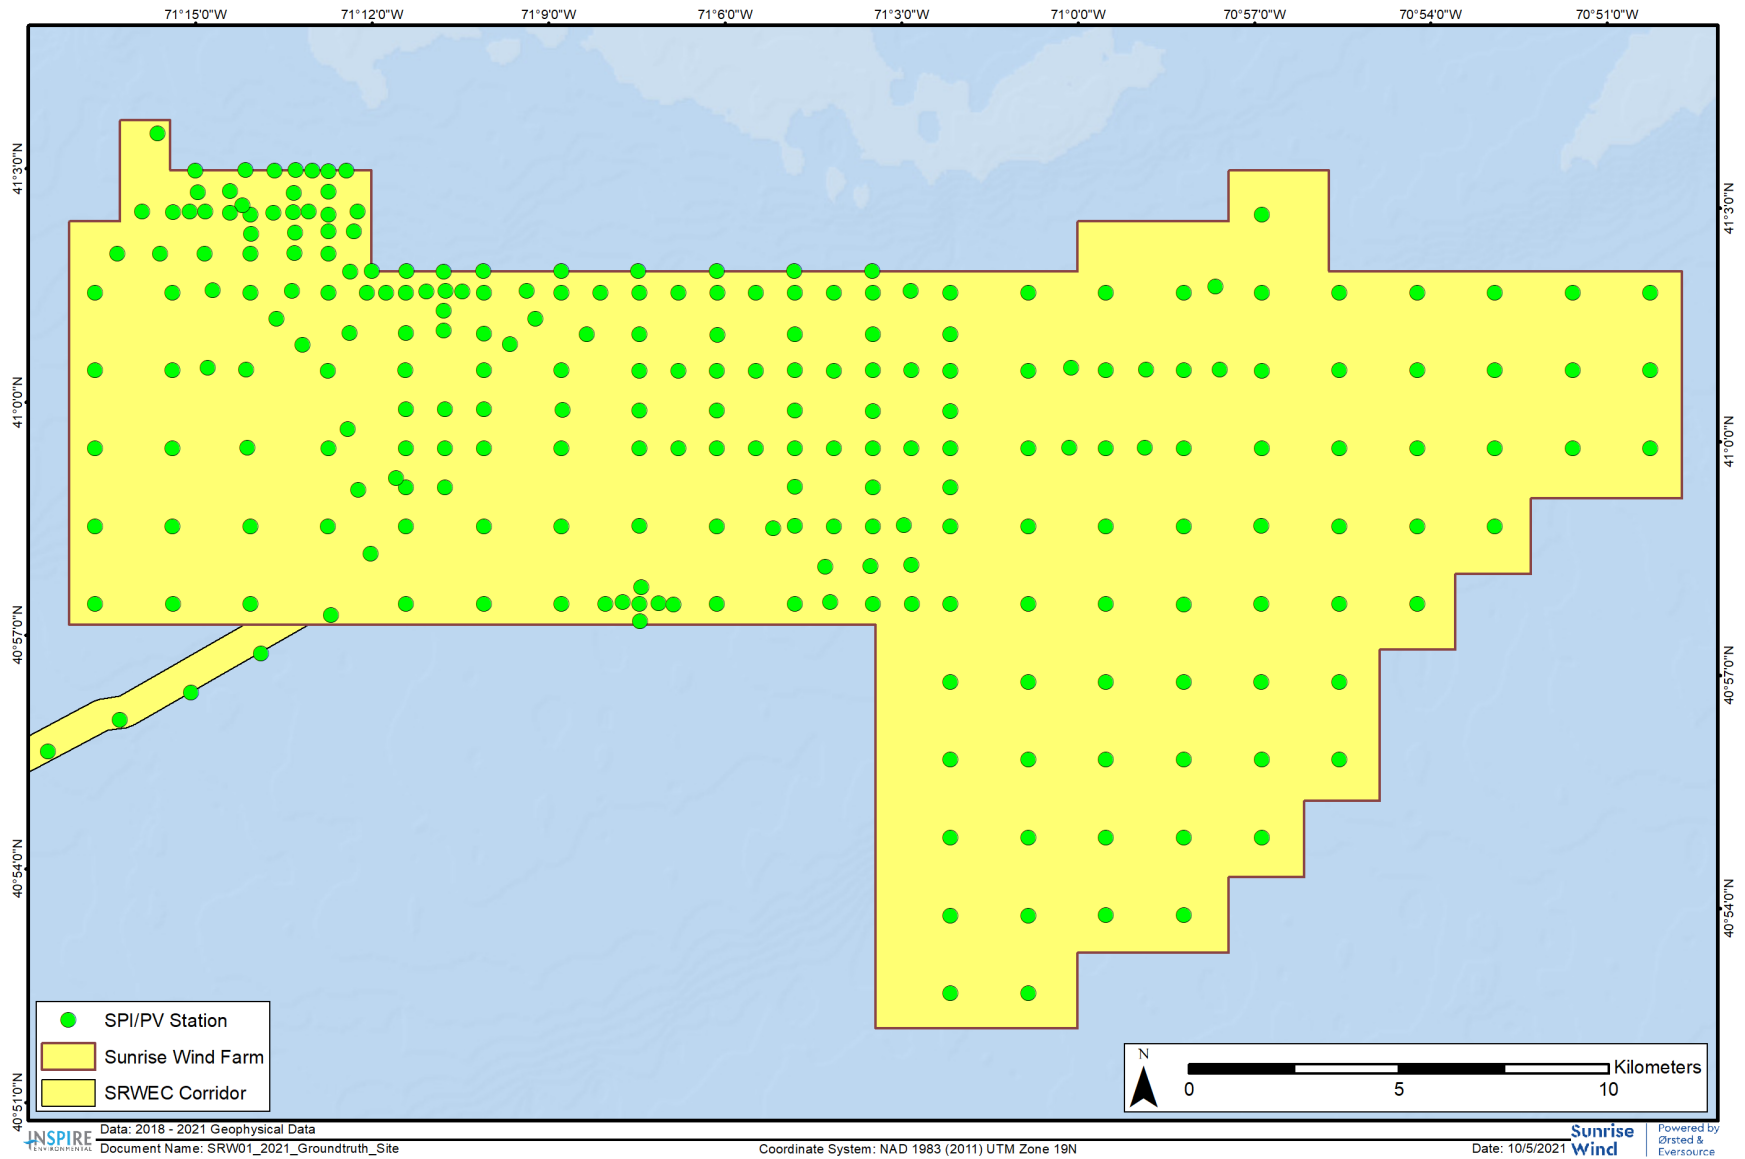 71°15'0"W 71°12'0"W 71°9'0"W 71°6'0"W 71°3'0"W 71°0'0"W 70°57'0"W 70°54'0"W 70°51'0"W
41°3'0"N
41°0'0"N
40°57'0"N
40°54'0"N
40°51'0"N
41°3'0"N
41°0'0"N
40°57'0"N
40°54'0"N
SPI/PV Station
Sunrise Wind Farm
SRWEC Corridor
N
Kilometers
0 5 10
INSPIRE
ENVIRONMENTAL
Data: 2018 - 2021 Geophysical Data
Document Name: SRW01_2021_Groundtruth_Site
Coordinate System: NAD 1983 (2011) UTM Zone 19N
Date: 10/5/2021
Sunrise
Wind
Powered by
Ørsted &
Eversource